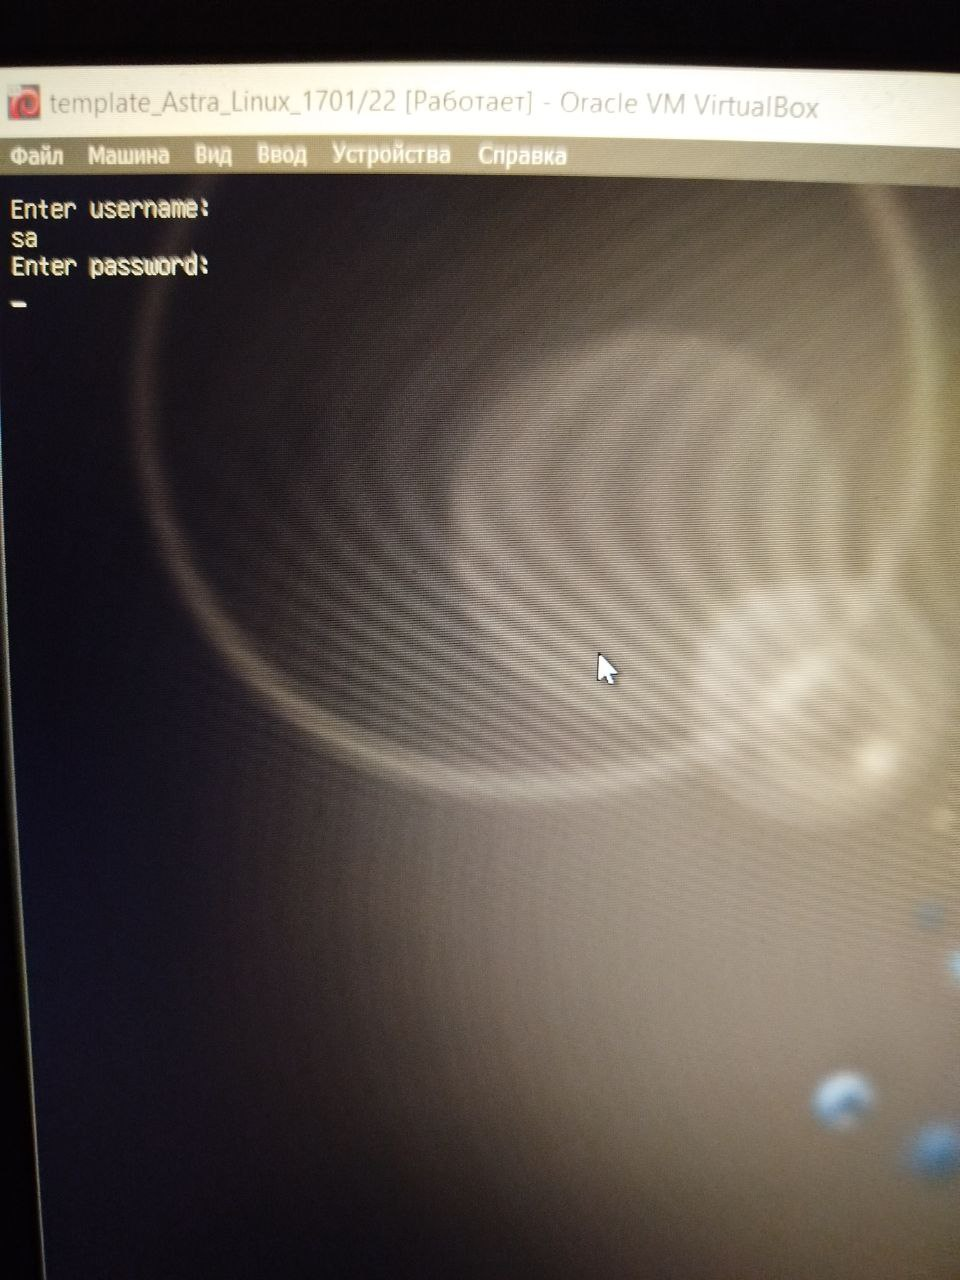 template_Astra_Linux_1701/22 [Работает] - Oracle VM VirtualBox
Файл Машина Вид Ввод Устройства Справка
Enter username:
sa
Enter password:
_